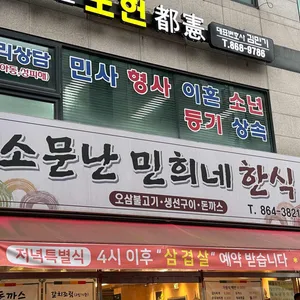 도헌 都憲
대표변호사 김민기
T. 868-9786
민사 형사 이혼 소년
등기 상속
소문난 민희네 한식
오삼불고기·생선구이·돈까스
T. 864-3821
저녁특별식 4시 이후 "삼겹살" 예약 받습니다